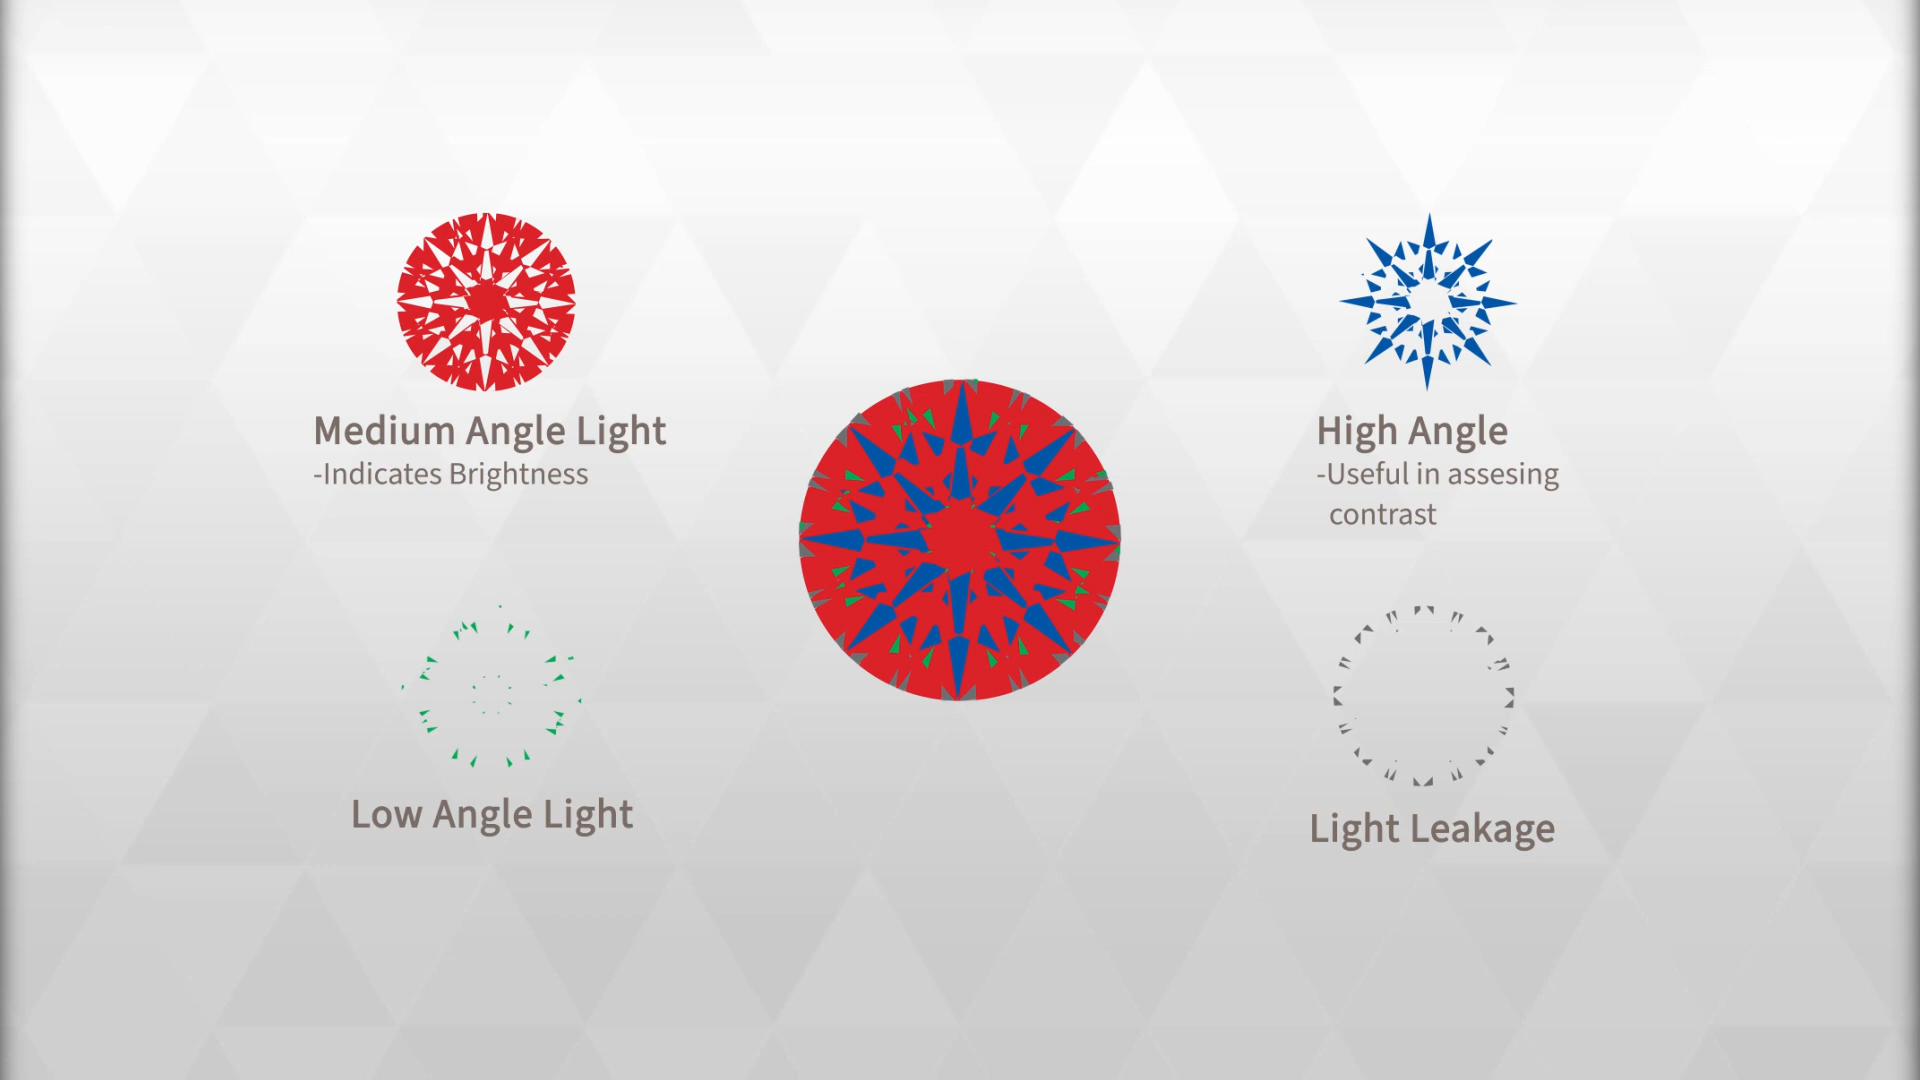 Medium Angle Light
-Indicates Brightness
High Angle
-Useful in assesing
contrast
Low Angle Light
Light Leakage